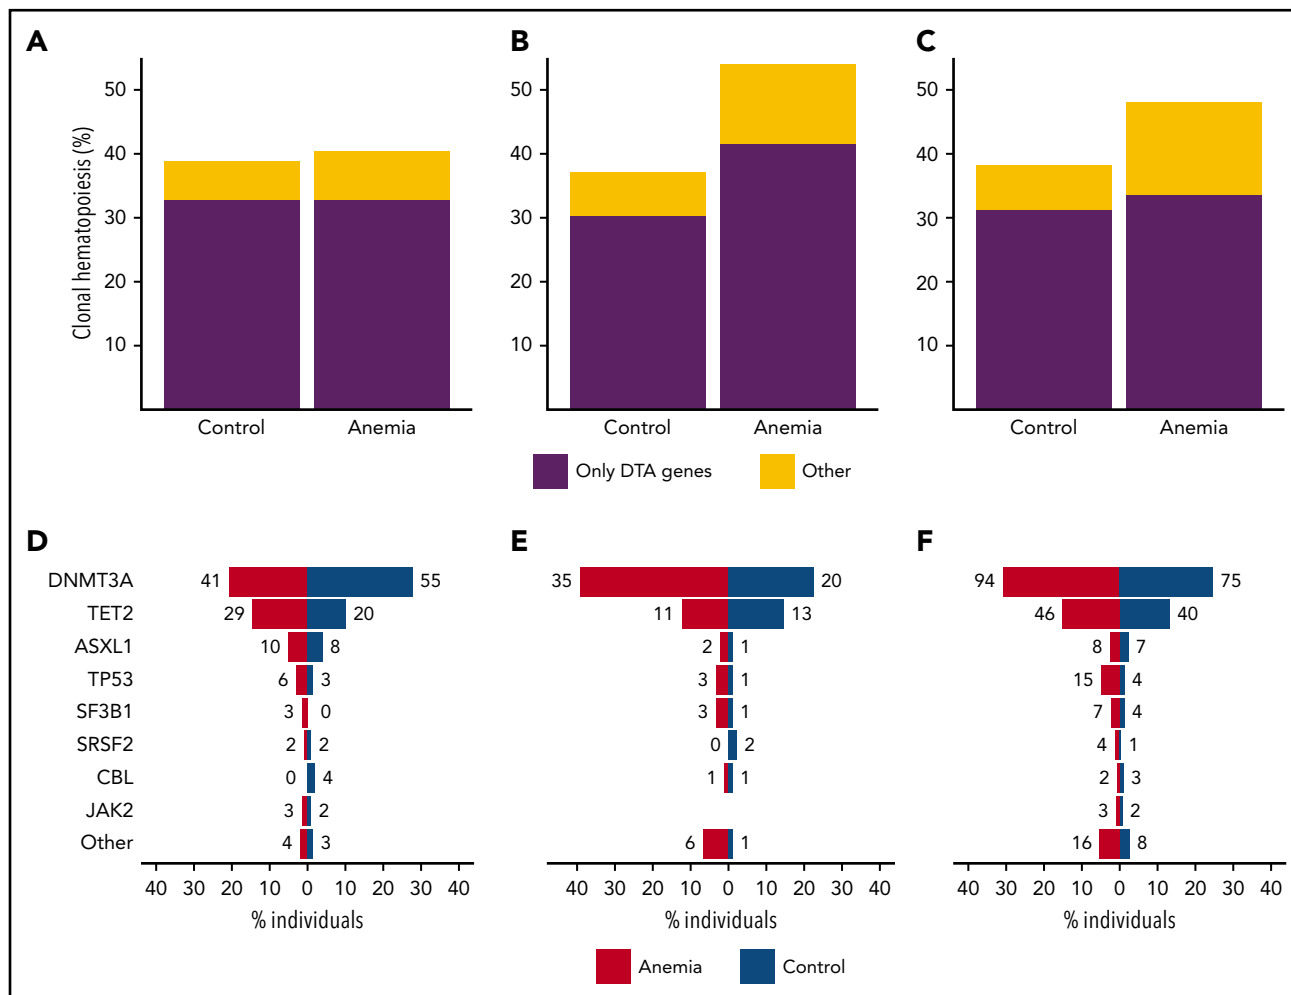 A
B
C
Clonal hematopoiesis (%)
50
40
30
20
10
50
40
30
20
10
50
40
30
20
10
Control Anemia
Control Anemia
Control Anemia
Only DTA genes Other
D
E
F
DNMT3A 41 55 35 20 94 75
TET2 29 20 11 13 46 40
ASXL1 10 8 2 1 8 7
TP53 6 3 3 1 15 4
SF3B1 3 0 3 1 7 4
SRSF2 2 2 0 2 4 1
CBL 0 4 1 1 2 3
JAK2 3 2 3 2
Other 4 3 6 1 16 8
40 30 20 10 0 10 20 30 40
40 30 20 10 0 10 20 30 40
40 30 20 10 0 10 20 30 40
% individuals
% individuals
% individuals
Anemia Control